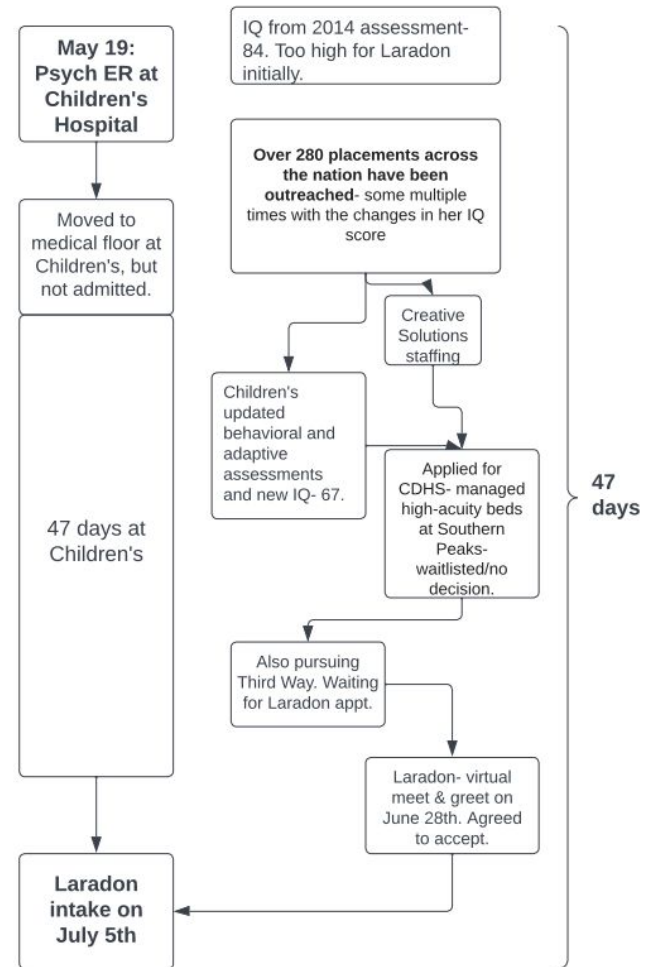 May 19:
Psych ER at
Children's
Hospital
Moved to
medical floor at
Children's, but
not admitted.
47 days at
Children's
Laradon
intake on
July 5th
IQ from 2014 assessment-
84. Too high for Laradon
initially.
Over 280 placements across
the nation have been
outreached- some multiple
times with the changes in her IQ
score
Creative
Solutions
staffing
Children's
updated
behavioral and
adaptive
assessments
and new IQ- 67.
Applied for
CDHS- managed
high-acuity beds
at Southern
Peaks-
waitlisted/no
decision.
Also pursuing
Third Way. Waiting
for Laradon appt.
Laradon- virtual
meet & greet on
June 28th. Agreed
to accept.
47
days